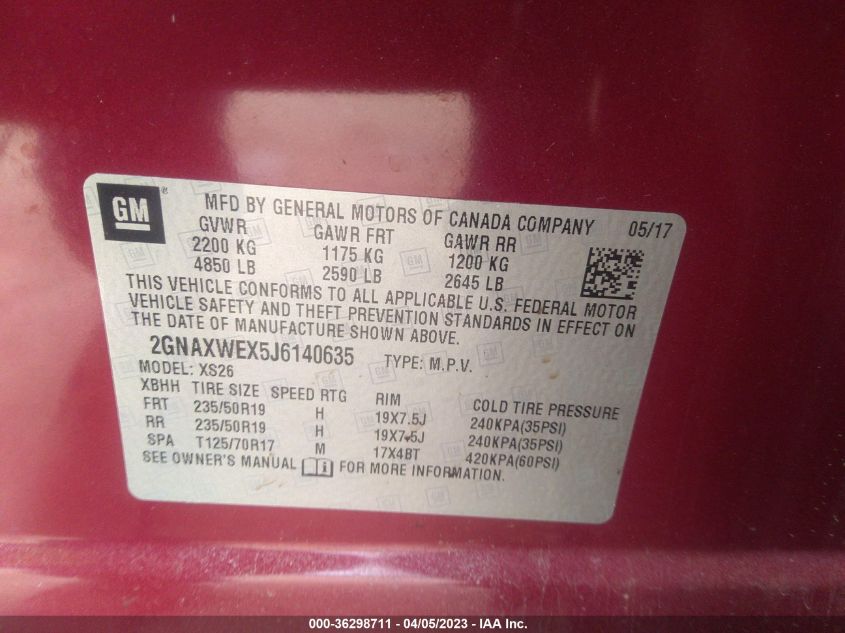 GM ® MFD BY GENERAL MOTORS OF CANADA COMPANY 05/17
GVWR GAWR FRT GAWR RR
2200 KG 1175 KG 1200 KG
4850 LB 2590 LB 2645 LB
THIS VEHICLE CONFORMS TO ALL APPLICABLE U.S. FEDERAL MOTOR
VEHICLE SAFETY AND THEFT PREVENTION STANDARDS IN EFFECT ON
THE DATE OF MANUFACTURE SHOWN ABOVE.
2GNAXWEX5J6140635 TYPE: M.P.V.
MODEL: XS26
XBHH TIRE SIZE SPEED RTG RIM COLD TIRE PRESSURE
FRT 235/50R19 H 19X7.5J 240KPA(35PSI)
RR 235/50R19 H 19X7.5J 240KPA(35PSI)
SPA T125/70R17 M 17X4BT 420KPA(60PSI)
SEE OWNER'S MANUAL FOR MORE INFORMATION.
000-36298711 - 04/05/2023 - IAA Inc.